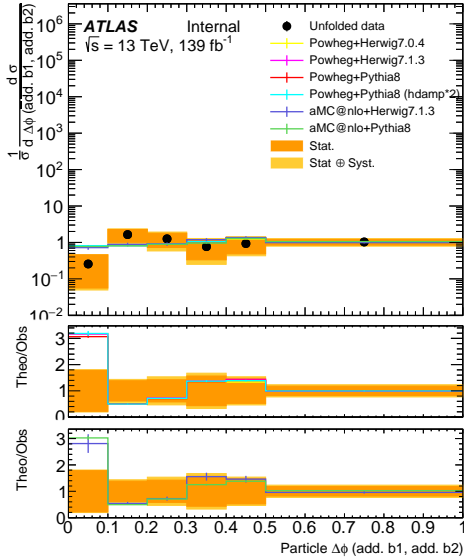 ATLAS Internal
√s = 13 TeV, 139 fb⁻¹
Unfolded data
Powheg+Herwig7.0.4
Powheg+Herwig7.1.3
Powheg+Pythia8
Powheg+Pythia8 (hdamp*2)
aMC@nlo+Herwig7.1.3
aMC@nlo+Pythia8
Stat.
Stat ⊕ Syst.
1/σ d σ / d Δϕ (add. b1, add. b2)
10⁶
10⁵
10⁴
10³
10²
10
1
10⁻¹
10⁻²
Theo/Obs
3
2
1
0
Theo/Obs
3
2
1
0
0 0.1 0.2 0.3 0.4 0.5 0.6 0.7 0.8 0.9 1
Particle Δϕ (add. b1, add. b2)